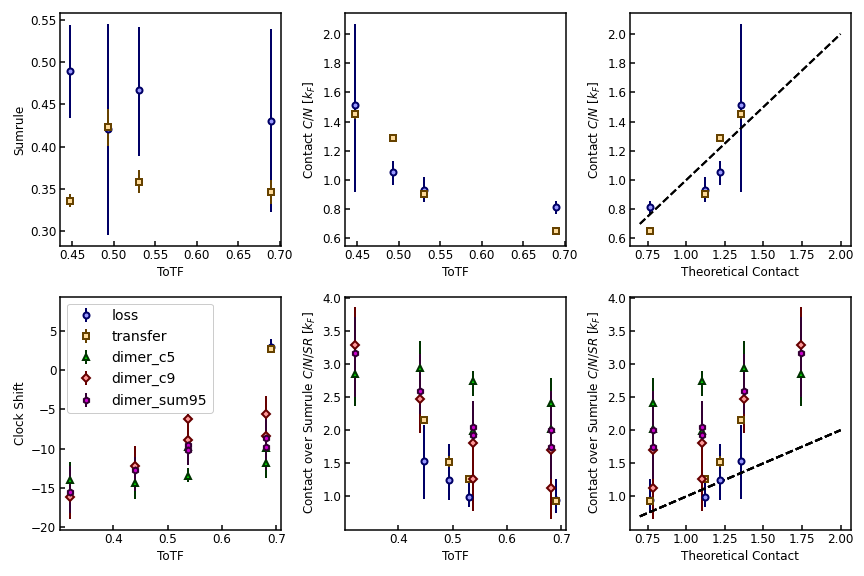 0.55
0.50
0.45
0.40
0.35
0.30
Sumrule
0.45 0.50 0.55 0.60 0.65 0.70
ToTF
2.0
1.8
1.6
1.4
1.2
1.0
0.8
0.6
Contact C/N [k_F]
0.45 0.50 0.55 0.60 0.65 0.70
ToTF
2.0
1.8
1.6
1.4
1.2
1.0
0.8
0.6
Contact C/N [k_F]
0.75 1.00 1.25 1.50 1.75 2.00
Theoretical Contact
5
0
−5
−10
−15
−20
Clock Shift
loss
transfer
dimer_c5
dimer_c9
dimer_sum95
0.4 0.5 0.6 0.7
ToTF
4.0
3.5
3.0
2.5
2.0
1.5
1.0
Contact over Sumrule C/N/SR [k_F]
0.4 0.5 0.6 0.7
ToTF
4.0
3.5
3.0
2.5
2.0
1.5
1.0
Contact over Sumrule C/N/SR [k_F]
0.75 1.00 1.25 1.50 1.75 2.00
Theoretical Contact